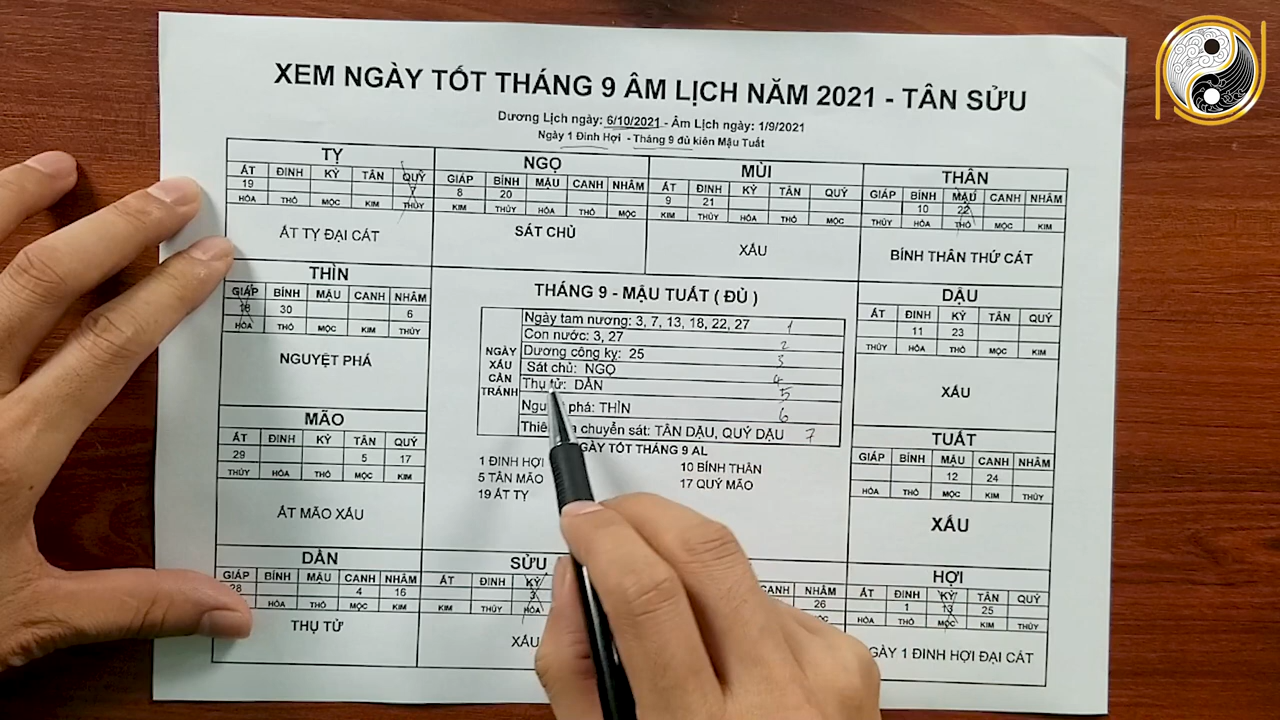 XEM NGÀY TỐT THÁNG 9 ÂM LỊCH NĂM 2021 - TÂN SỬU
Dương Lịch ngày: 6/10/2021 - Âm Lịch ngày: 1/9/2021
Ngày 1 Đinh Hợi - Tháng 9 đủ kiên Mậu Tuất
TỴ
ẤT ĐINH KỶ TÂN QUÝ
19 7
HỎA THỔ MỘC KIM THỦY
ẤT TỴ ĐẠI CÁT
NGỌ
GIÁP BÍNH MẬU CANH NHÂM
8 20
KIM THỦY HỎA THỔ MỘC
SÁT CHỦ
MÙI
ẤT ĐINH KỶ TÂN QUÝ
9 21
KIM THỦY HỎA THỔ MỘC
XẤU
THÂN
GIÁP BÍNH MẬU CANH NHÂM
10 22
THỦY HỎA THỔ MỘC KIM
BÍNH THÂN THỨ CÁT
THÌN
GIÁP BÍNH MẬU CANH NHÂM
18 30 6
HỎA THỔ MỘC KIM THỦY
NGUYỆT PHÁ
THÁNG 9 - MẬU TUẤT ( ĐỦ )
NGÀY XẤU CẦN TRÁNH
Ngày tam nương: 3, 7, 13, 18, 22, 27 1
Con nước: 3, 27 2
Dương công kỵ: 25 3
Sát chủ: NGỌ 4
Thụ tử: DẦN 5
phá: THÌN 6
chuyển sát: TÂN DẬU, QUÝ DẬU 7
GÀY TỐT THÁNG 9 AL
1 ĐINH HỢI 10 BÍNH THÂN
5 TÂN MÃO 17 QUÝ MÃO
19 ẤT TỴ
DẬU
ẤT ĐINH KỶ TÂN QUÝ
11 23
THỦY HỎA THỔ MỘC KIM
XẤU
MÃO
ẤT ĐINH KỶ TÂN QUÝ
29 5 17
THỦY HỎA THỔ MỘC KIM
ẤT MÃO XẤU
TUẤT
GIÁP BÍNH MẬU CANH NHÂM
12 24
HỎA THỔ MỘC KIM THỦY
XẤU
DẦN
GIÁP BÍNH MẬU CANH NHÂM
28 4 16
HỎA THỔ MỘC KIM
THỤ TỬ
SỬU
ẤT ĐINH KỶ
3
KIM THỦY HỎA
XẤU
CANH NHÂM
26
HỢI
ẤT ĐINH KỶ TÂN QUÝ
1 13 25
HỎA THỔ MỘC KIM THỦY
GÀY 1 ĐINH HỢI ĐẠI CÁT